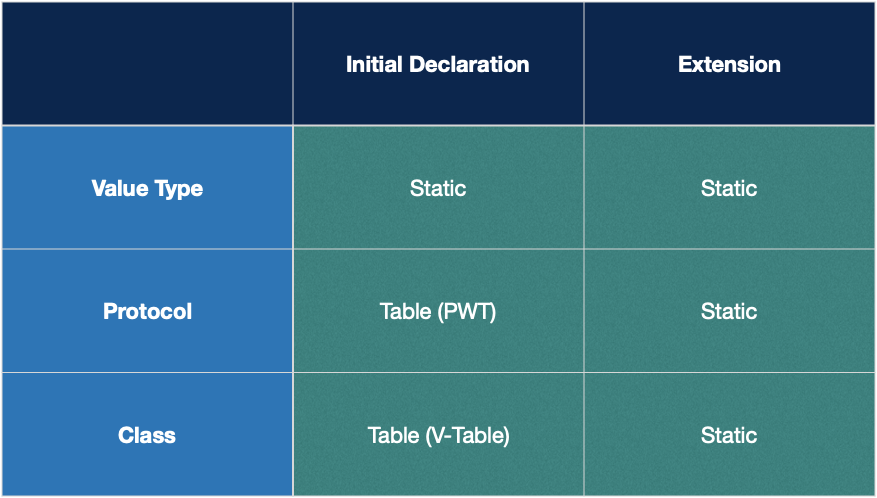 Initial Declaration
Extension
Value Type
Static
Static
Protocol
Table (PWT)
Static
Class
Table (V-Table)
Static